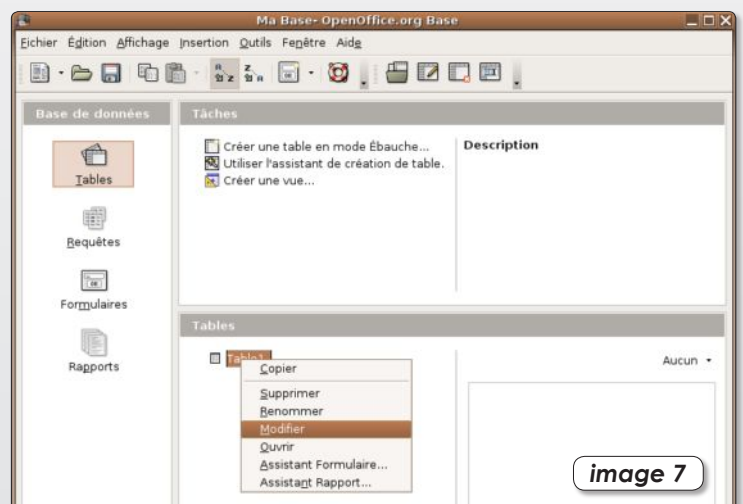 Ma Base- OpenOffice.org Base
Fichier Édition Affichage Insertion Outils Fenêtre Aide
Base de données
Tâches
Tables
Requêtes
Formulaires
Rapports
Créer une table en mode Ébauche...
Utiliser l'assistant de création de table.
Créer une vue...
Description
Tables
Table1
Aucun
Copier
Supprimer
Renommer
Modifier
Ouvrir
Assistant Formulaire...
Assistant Rapport...
image 7